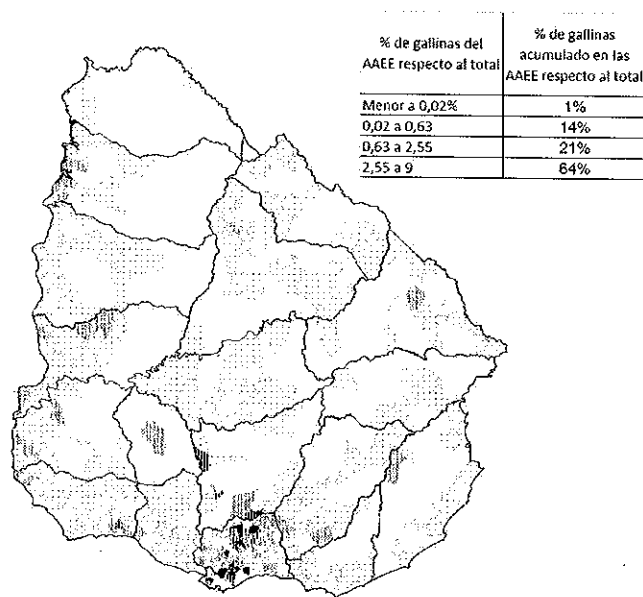 % de gallinas del
AAEE respecto al total
% de gallinas
acumulado en las
AAEE respecto al total
Menor a 0,02% 1%
0,02 a 0,63 14%
0,63 a 2,55 21%
2,55 a 9 64%